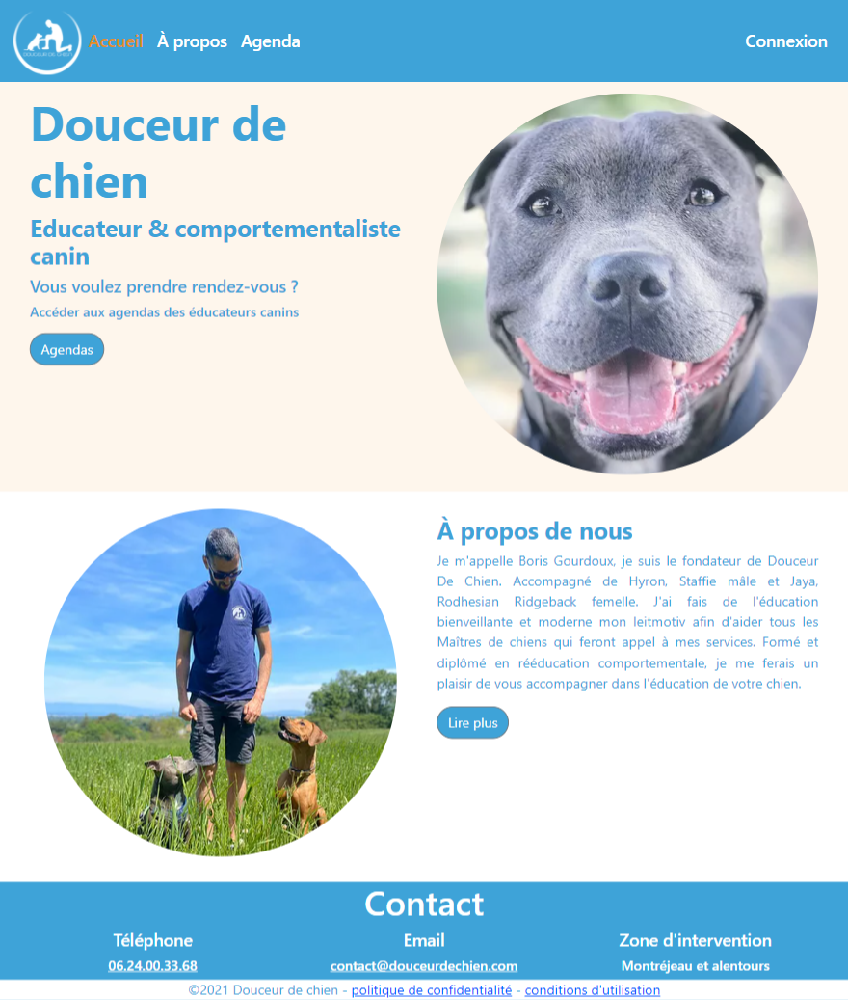 DOUCEUR DE CHIEN
Accueil À propos Agenda Connexion
Douceur de
chien
Educateur & comportementaliste
canin
Vous voulez prendre rendez-vous ?
Accéder aux agendas des éducateurs canins
Agendas
À propos de nous
Je m'appelle Boris Gourdoux, je suis le fondateur de Douceur
De Chien. Accompagné de Hyron, Staffie mâle et Jaya,
Rodhesian Ridgeback femelle. J'ai fais de l'éducation
bienveillante et moderne mon leitmotiv afin d'aider tous les
Maîtres de chiens qui feront appel à mes services. Formé et
diplômé en rééducation comportementale, je me ferais un
plaisir de vous accompagner dans l'éducation de votre chien.
Lire plus
Contact
Téléphone Email Zone d'intervention
06.24.00.33.68 contact@douceurdechien.com Montréjeau et alentours
©2021 Douceur de chien - politique de confidentialité - conditions d'utilisation